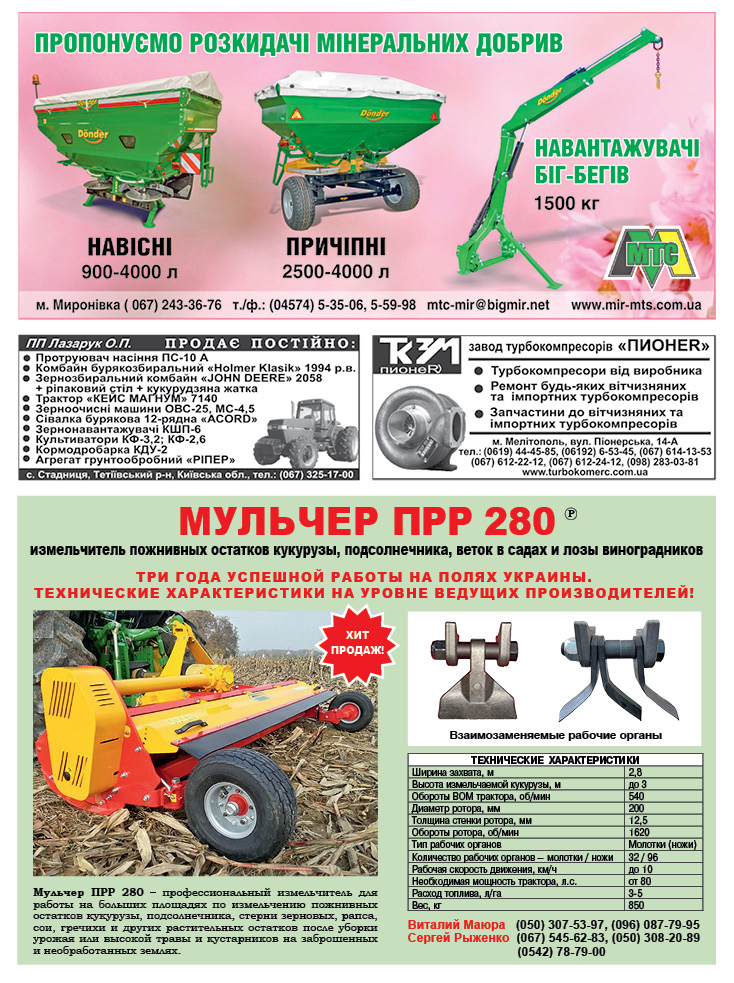 ПРОПОНУЄМО РОЗКИДАЧІ МІНЕРАЛЬНИХ ДОБРИВ
Dönder
Dönder
Dönder
НАВАНТАЖУВАЧІ
БІГ-БЕГІВ
1500 кг
НАВІСНІ
900-4000 л
ПРИЧІПНІ
2500-4000 л
МТС
м. Миронівка ( 067) 243-36-76 т./ф.: (04574) 5-35-06, 5-59-98 mtc-mir@bigmir.net www.mir-mts.com.ua
ПП Лазарук О.П. ПРОДАЄ ПОСТІЙНО:
● Протруювач насіння ПС-10 А
● Комбайн бурякозбиральний «Holmer Klasik» 1994 р.в.
● Зернозбиральний комбайн «JOHN DEERE» 2058
+ ріпаковий стіл + кукурудзяна жатка
● Трактор «КЕЙС МАГНУМ» 7140
● Зерноочисні машини ОВС-25, МС-4,5
● Сівалка бурякова 12-рядна «ACORD»
● Зернонавантажувачі КШП-6
● Культиватори КФ-3,2; КФ-2,6
● Кормодробарка КДУ-2
● Агрегат грунтообробний «РІПЕР»
с. Стадниця, Тетіївський р-н, Київська обл., тел.: (067) 325-17-00
ТКЗМ
ПИОНЕR
завод турбокомпресорів «ПИОНЕR»
● Турбокомпресори від виробника
● Ремонт будь-яких вітчизняних
та імпортних турбокомпресорів
● Запчастини до вітчизняних та
імпортних турбокомпресорів
м. Мелітополь, вул. Піонерська, 14-А
тел.: (0619) 44-45-85, (06192) 6-53-45, (067) 614-13-53
(067) 612-22-12, (067) 612-24-12, (098) 283-03-81
www.turbokomerc.com.ua
МУЛЬЧЕР ПРР 280 ℗
измельчитель пожнивных остатков кукурузы, подсолнечника, веток в садах и лозы виноградников
ТРИ ГОДА УСПЕШНОЙ РАБОТЫ НА ПОЛЯХ УКРАИНЫ.
ТЕХНИЧЕСКИЕ ХАРАКТЕРИСТИКИ НА УРОВНЕ ВЕДУЩИХ ПРОИЗВОДИТЕЛЕЙ!
ХИТ
ПРОДАЖ!
Взаимозаменяемые рабочие органы
ТЕХНИЧЕСКИЕ ХАРАКТЕРИСТИКИ
Ширина захвата, м 2,8
Высота измельчаемой кукурузы, м до 3
Обороты ВОМ трактора, об/мин 540
Диаметр ротора, мм 200
Толщина стенки ротора, мм 12,5
Обороты ротора, об/мин 1620
Тип рабочих органов Молотки (ножи)
Количество рабочих органов – молотки / ножи 32 / 96
Рабочая скорость движения, км/ч до 10
Необходимая мощность трактора, л.с. от 80
Расход топлива, л/га 3-5
Вес, кг 850
Мульчер ПРР 280 – профессиональный измельчитель для
работы на больших площадях по измельчению пожнивных
остатков кукурузы, подсолнечника, стерни зерновых, рапса,
сои, гречихи и других растительных остатков после уборки
урожая или высокой травы и кустарников на заброшенных
и необработанных землях.
Виталий Маюра (050) 307-53-97, (096) 087-79-95
Сергей Рыженко (067) 545-62-83, (050) 308-20-89
(0542) 78-79-00